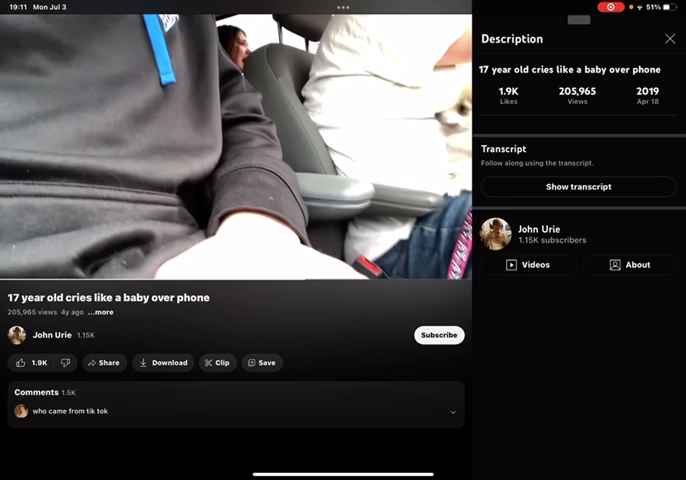 19:11 Mon Jul 3
51%
17 year old cries like a baby over phone
205,965 views 4y ago ...more
John Urie 1.15K
Subscribe
1.9K
Share
Download
Clip
Save
Comments 1.5K
who came from tik tok
Description
17 year old cries like a baby over phone
1.9K 205,965 2019
Likes Views Apr 18
Transcript
Follow along using the transcript.
Show transcript
John Urie
1.15K subscribers
Videos
About